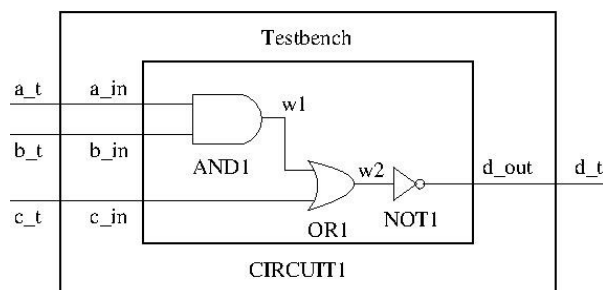 Testbench
a_t
a_in
w1
b_t
b_in
AND1
w2
d_out
d_t
c_t
c_in
OR1
NOT1
CIRCUIT1